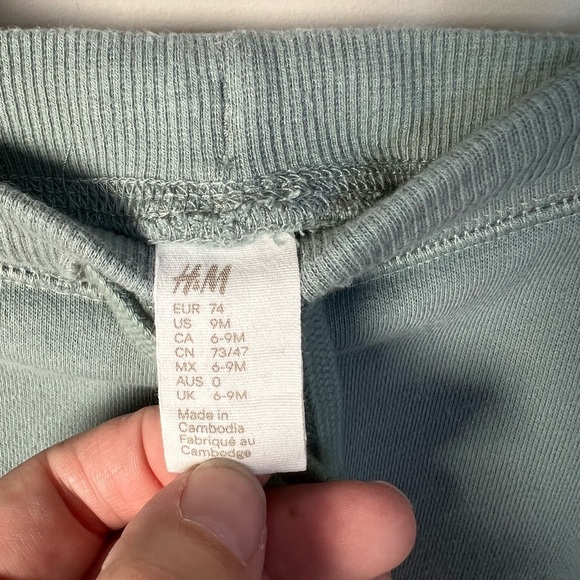 H&M
EUR 74
US 9M
CA 6-9M
CN 73/47
MX 6-9M
AUS 0
UK 6-9M
Made in
Cambodia
Fabriqué au
Cambodge